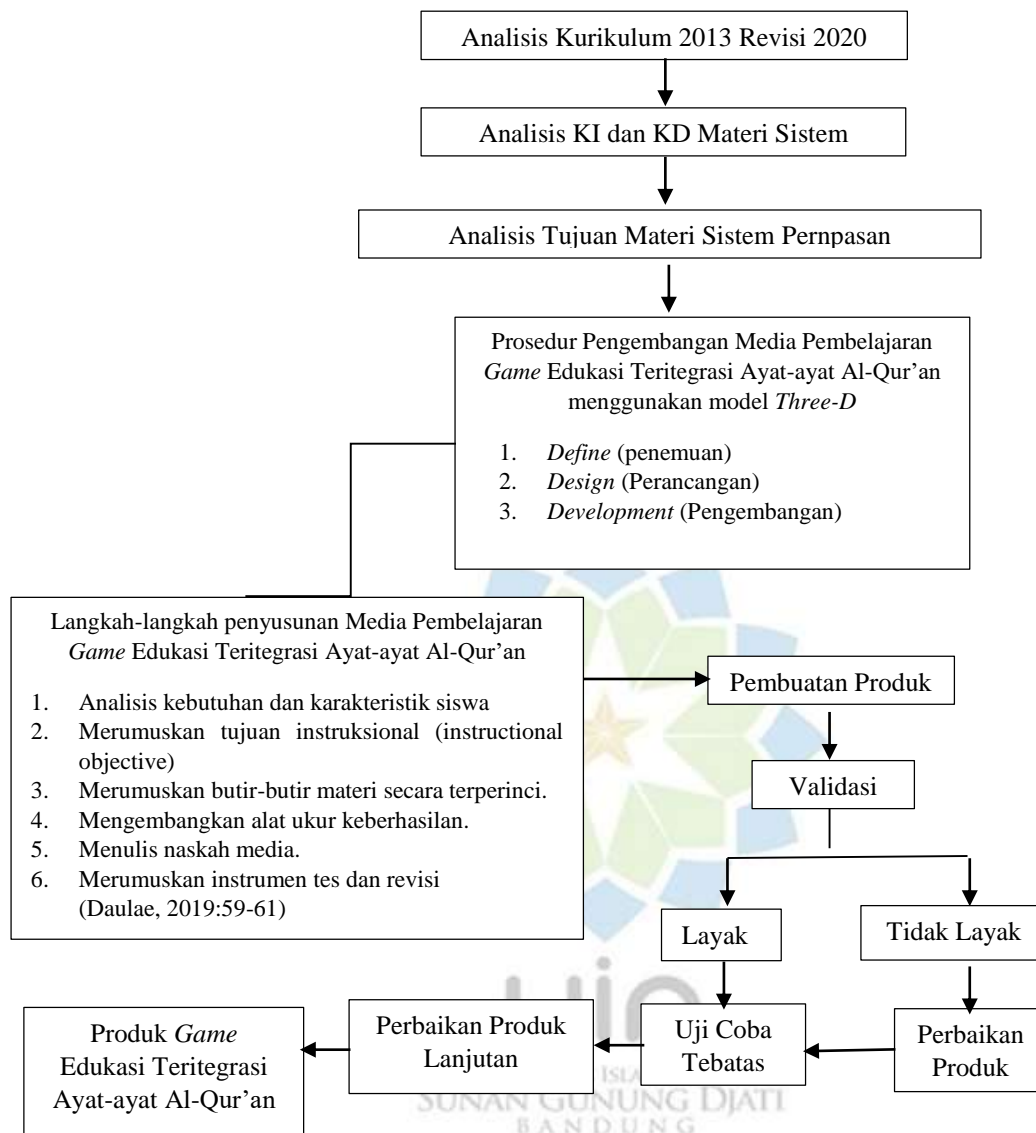 Analisis Kurikulum 2013 Revisi 2020
Analisis KI dan KD Materi Sistem
Analisis Tujuan Materi Sistem Pernpasan
Prosedur Pengembangan Media Pembelajaran
Game Edukasi Teritegrasi Ayat-ayat Al-Qur’an
menggunakan model Three-D
1. Define (penemuan)
2. Design (Perancangan)
3. Development (Pengembangan)
Langkah-langkah penyusunan Media Pembelajaran
Game Edukasi Teritegrasi Ayat-ayat Al-Qur’an
1. Analisis kebutuhan dan karakteristik siswa
2. Merumuskan tujuan instruksional (instructional
objective)
3. Merumuskan butir-butir materi secara terperinci.
4. Mengembangkan alat ukur keberhasilan.
5. Menulis naskah media.
6. Merumuskan instrumen tes dan revisi
(Daulae, 2019:59-61)
Pembuatan Produk
Validasi
Layak
Tidak Layak
Perbaikan
Produk
Uji Coba
Tebatas
Perbaikan Produk
Lanjutan
Produk Game
Edukasi Teritegrasi
Ayat-ayat Al-Qur’an
SUNAN GUNUNG DJATI
BANDUNG